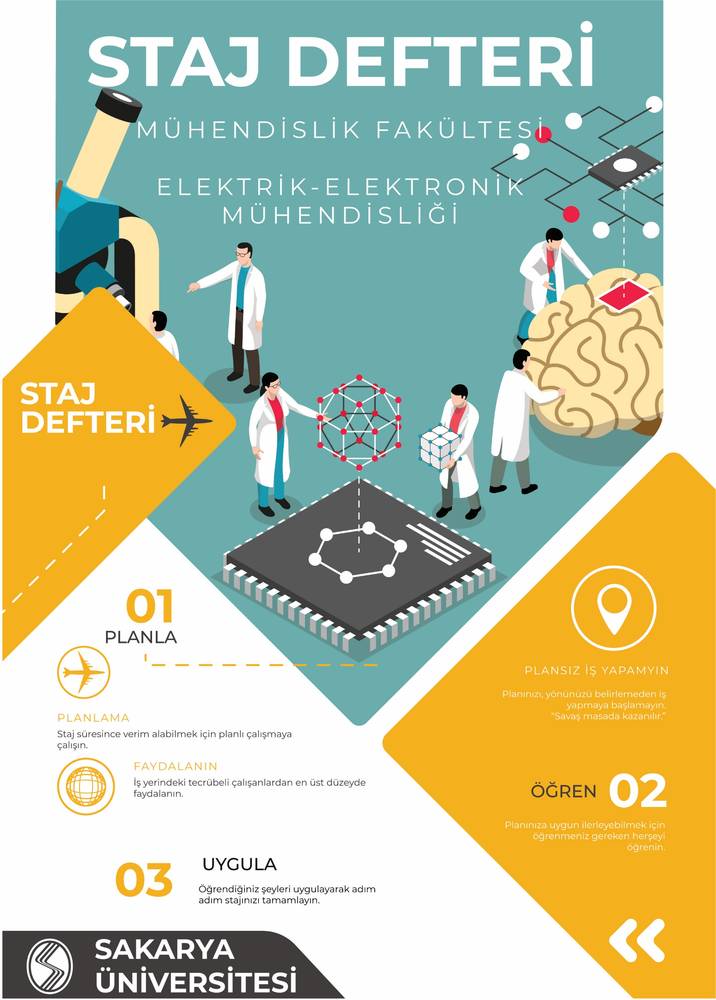 STAJ DEFTERİ
MÜHENDİSLİK FAKÜLTESİ
ELEKTRİK-ELEKTRONİK
MÜHENDİSLİĞİ
STAJ
DEFTERİ
01
PLANLA
PLANLAMA
Staj süresince verim alabilmek için planlı çalışmaya
çalışın.
FAYDALANIN
İş yerindeki tecrübeli çalışanlardan en üst düzeyde
faydalanın.
PLANSIZ İŞ YAPAMYIN
Planınızı, yönünüzü belirlemeden iş
yapmaya başlamayın.
“Savaş masada kazanılır.”
ÖĞREN 02
Planınıza uygun ilerleyebilmek için
öğrenmeniz gereken herşeyi
öğrenin.
03 UYGULA
Öğrendiğiniz şeyleri uygulayarak adım
adım stajınızı tamamlayın.
SAKARYA
ÜNİVERSİTESİ